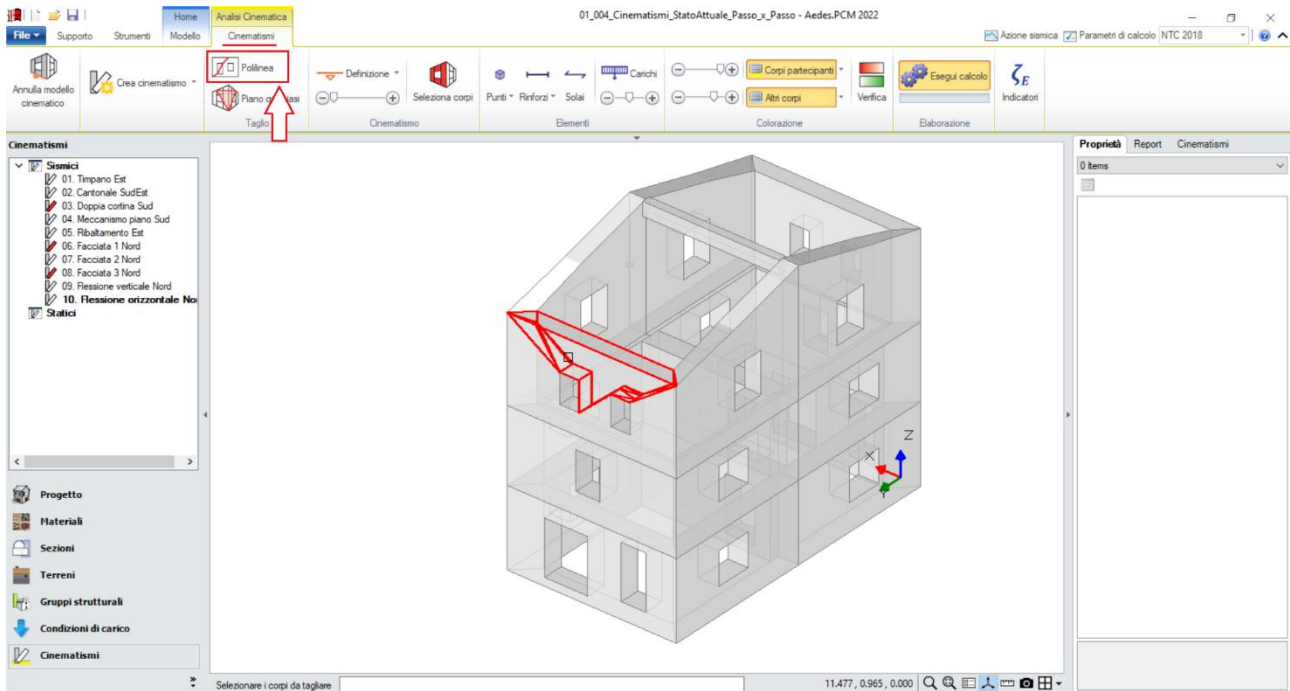 01_004_Cinematismi_StatoAttuale_Passo_x_Passo - Aedes.PCM 2022
Home
Analisi Cinematica
File
Supporto
Strumenti
Modello
Cinematismi
Azione sismica
Parametri di calcolo
NTC 2018
Annulla modello
cinematico
Crea cinematismo
Polilinea
Piano
Taglio
Definizione
Seleziona corpi
Cinematismo
Punti
Rinforzi
Solai
Carichi
Elementi
Corpi partecipanti
Altri corpi
Verifica
Colorazione
Esegui calcolo
Elaborazione
ζE
Indicatori
Cinematismi
Sismici
01. Timpano Est
02. Cantonale SudEst
03. Doppia cortina Sud
04. Meccanismo piano Sud
05. Ribaltamento Est
06. Facciata 1 Nord
07. Facciata 2 Nord
08. Facciata 3 Nord
09. Flessione verticale Nord
10. Flessione orizzontale No
Statici
Progetto
Materiali
Sezioni
Terreni
Gruppi strutturali
Condizioni di carico
Cinematismi
Z
X
Y
Proprietà
Report
Cinematismi
0 Items
Selezionare i corpi da tagliare
11.477 , 0.965 , 0.000